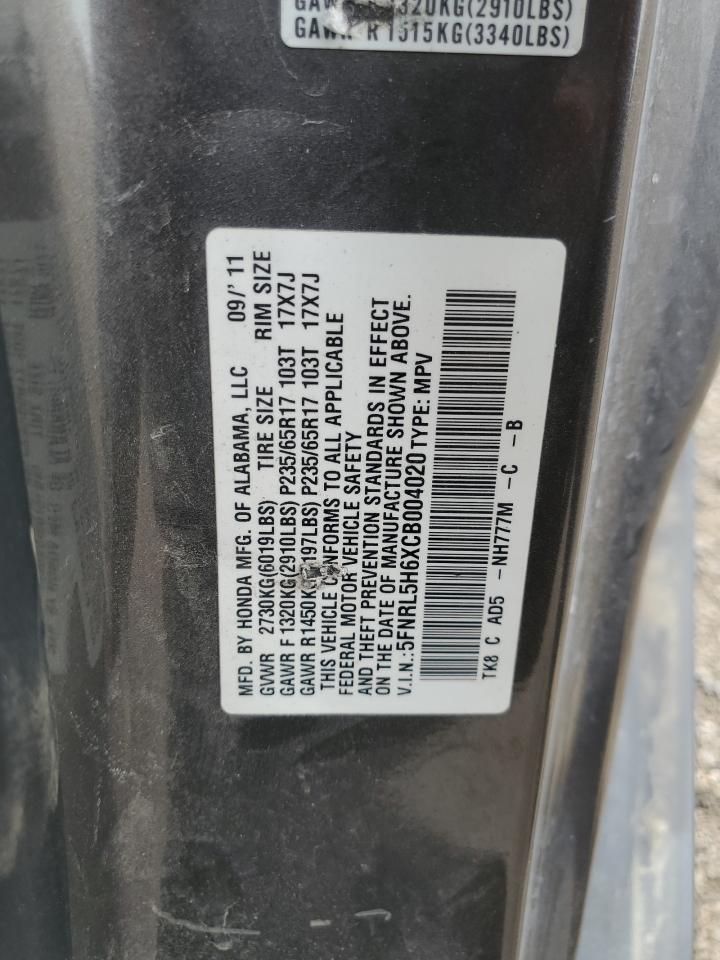 320KG(2910LBS)
GAWR R 1515KG(3340LBS)
MFD. BY HONDA MFG. OF ALABAMA, LLC 09/'11
GVWR 2730KG(6019LBS) TIRE SIZE RIM SIZE
GAWR F 1320KG(2910LBS) P235/65R17 103T 17X7J
GAWR R1450 197LBS) P235/65R17 103T 17X7J
THIS VEHICLE CONFORMS TO ALL APPLICABLE
FEDERAL MOTOR VEHICLE SAFETY
AND THEFT PREVENTION STANDARDS IN EFFECT
ON THE DATE OF MANUFACTURE SHOWN ABOVE.
V.I.N.:5FNRL5H6XCB004020 TYPE: MPV
TK8 C AD5 -NH777M -C -B